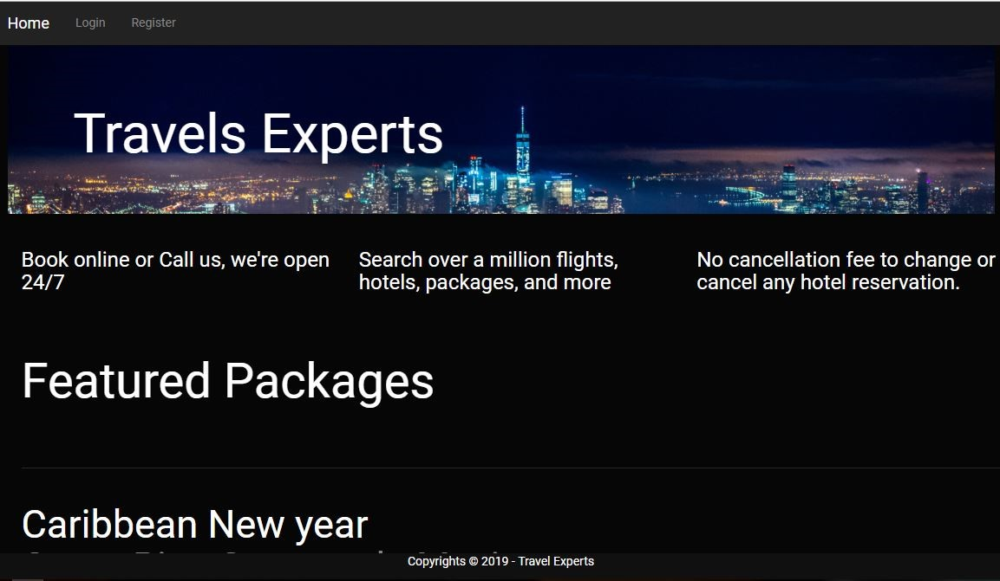 Home Login Register
Travels Experts
Book online or Call us, we're open
24/7
Search over a million flights,
hotels, packages, and more
No cancellation fee to change or
cancel any hotel reservation.
Featured Packages
Caribbean New year
Copyrights © 2019 - Travel Experts